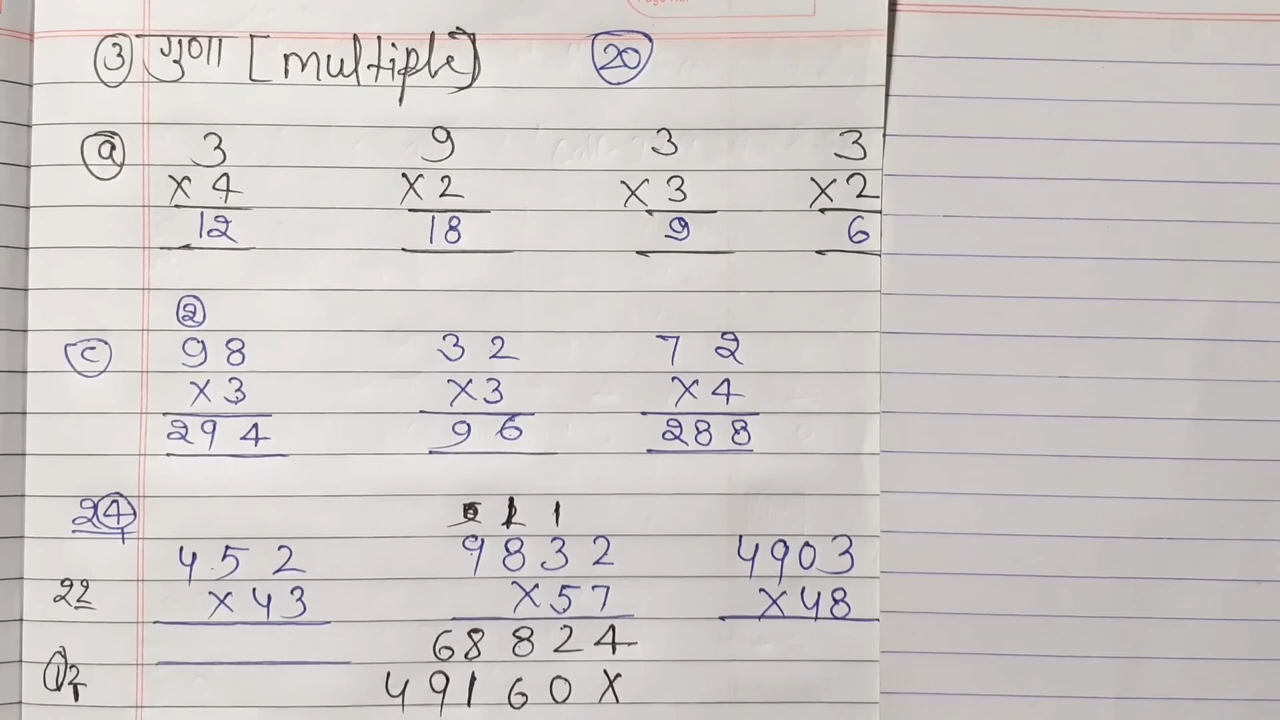 ③ गुणा [multiple] ⑳
ⓐ 3 9 3 3
×4 ×2 ×3 ×2
12 18 9 6
②
ⓒ 98 32 72
×3 ×3 ×4
294 96 288
24 1
452 9832 4903
22 ×43 ×57 ×48
68824
49160×